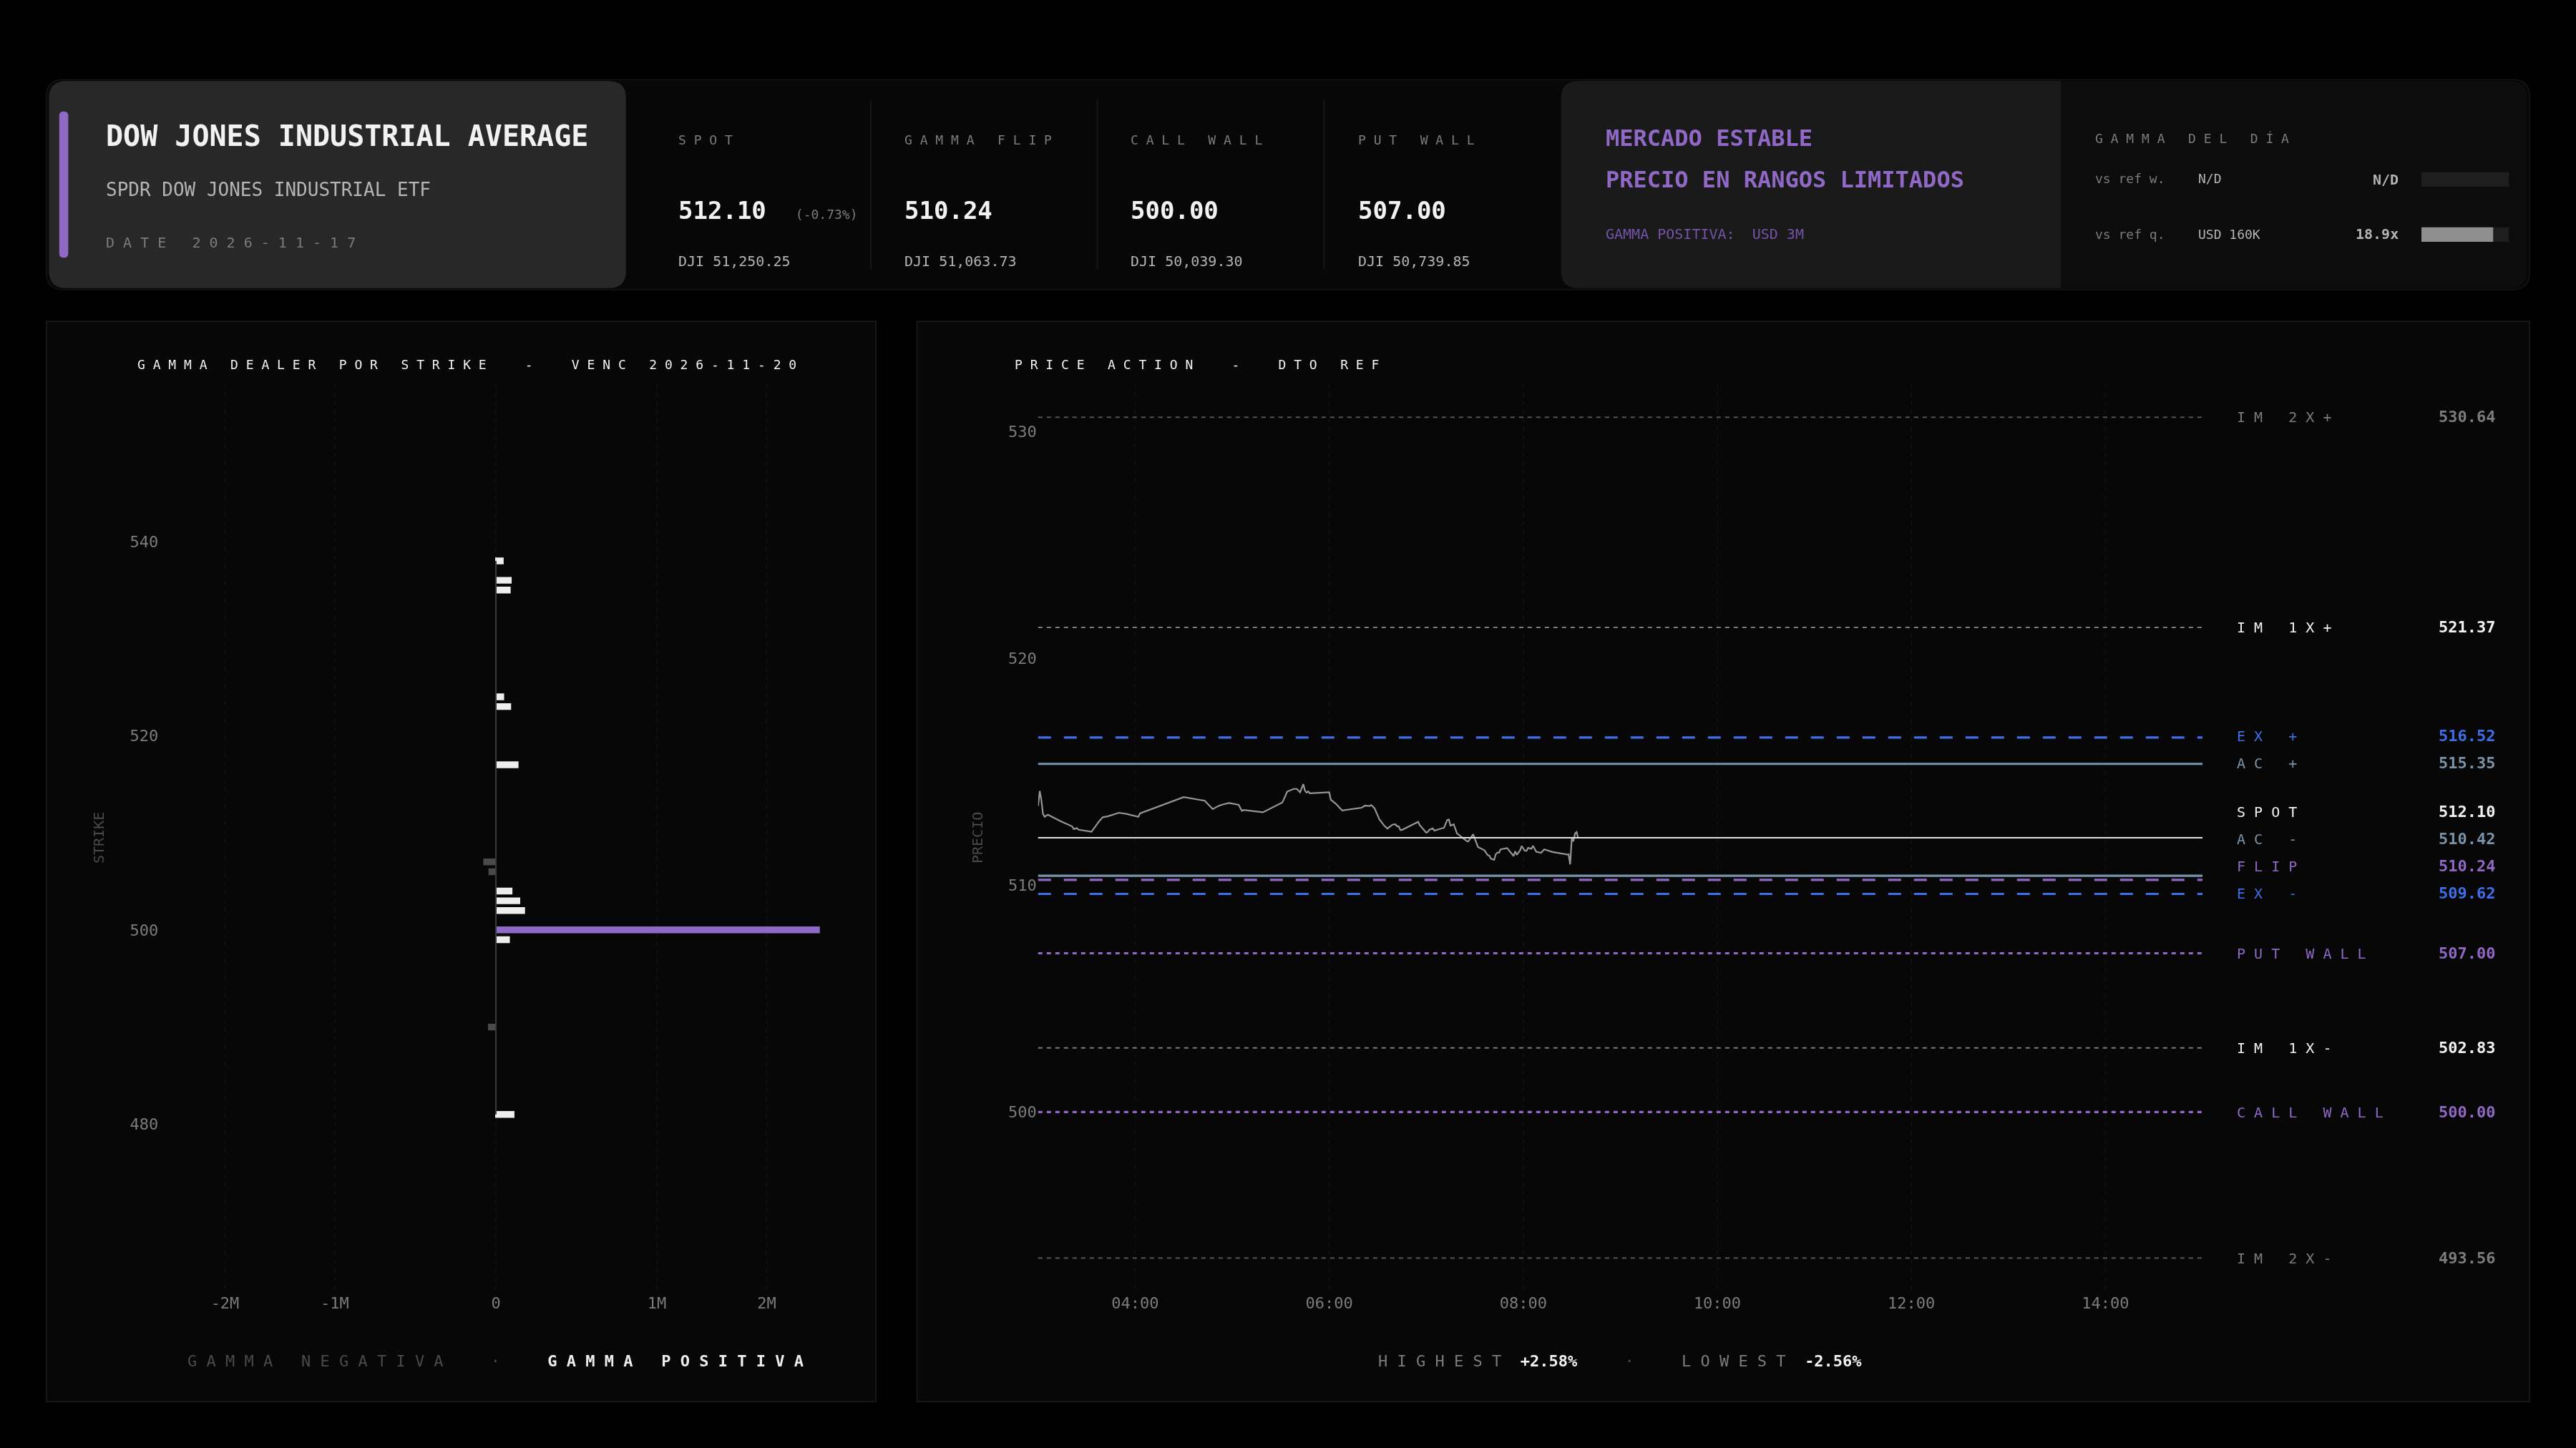 DOW JONES INDUSTRIAL AVERAGE
SPDR DOW JONES INDUSTRIAL ETF
DATE 2026-11-17
SPOT
512.10 (-0.73%)
DJI 51,250.25
GAMMA FLIP
510.24
DJI 51,063.73
CALL WALL
500.00
DJI 50,039.30
PUT WALL
507.00
DJI 50,739.85
MERCADO ESTABLE
PRECIO EN RANGOS LIMITADOS
GAMMA POSITIVA: USD 3M
GAMMA DEL DÍA
vs ref w. N/D N/D
vs ref q. USD 160K 18.9x
GAMMA DEALER POR STRIKE - VENC 2026-11-20
540
520
500
480
STRIKE
-2M -1M 0 1M 2M
GAMMA NEGATIVA · GAMMA POSITIVA
PRICE ACTION - DTO REF
530
520
510
500
PRECIO
IM 2X+ 530.64
IM 1X+ 521.37
EX + 516.52
AC + 515.35
SPOT 512.10
AC - 510.42
FLIP 510.24
EX - 509.62
PUT WALL 507.00
IM 1X- 502.83
CALL WALL 500.00
IM 2X- 493.56
04:00 06:00 08:00 10:00 12:00 14:00
HIGHEST +2.58% · LOWEST -2.56%